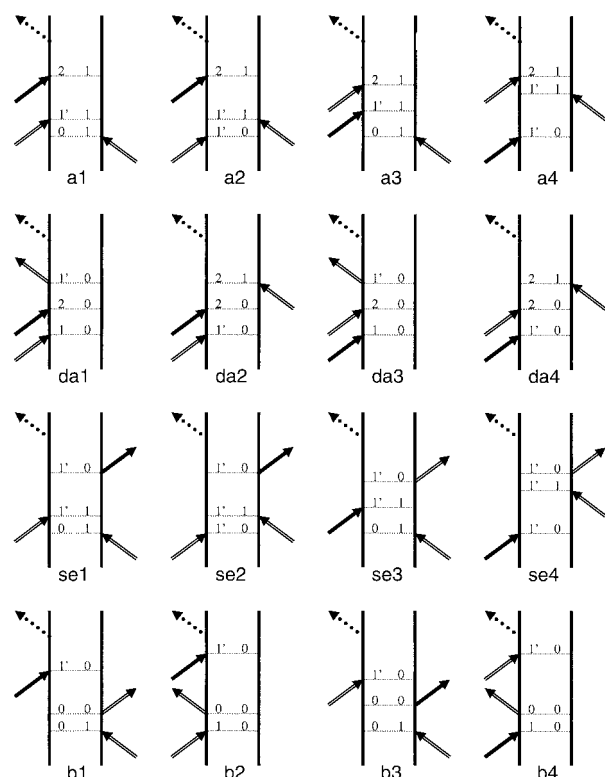 2 1 2 1 2 1 2 1
1' 1 1' 1 1' 1 1' 1
0 1 1' 0 0 1 1' 0
a1 a2 a3 a4
1' 0 2 1 1' 0 2 1
2 0 2 0 2 0 2 0
1 0 1' 0 1 0 1' 0
da1 da2 da3 da4
1' 0 1' 0 1' 0 1' 0
1' 1 1' 1 1' 1 1' 1
0 1 1' 0 0 1 1' 0
se1 se2 se3 se4
1' 0 1' 0 1' 0 1' 0
0 0 0 0 0 0 0 0
0 1 1 0 0 1 1 0
b1 b2 b3 b4